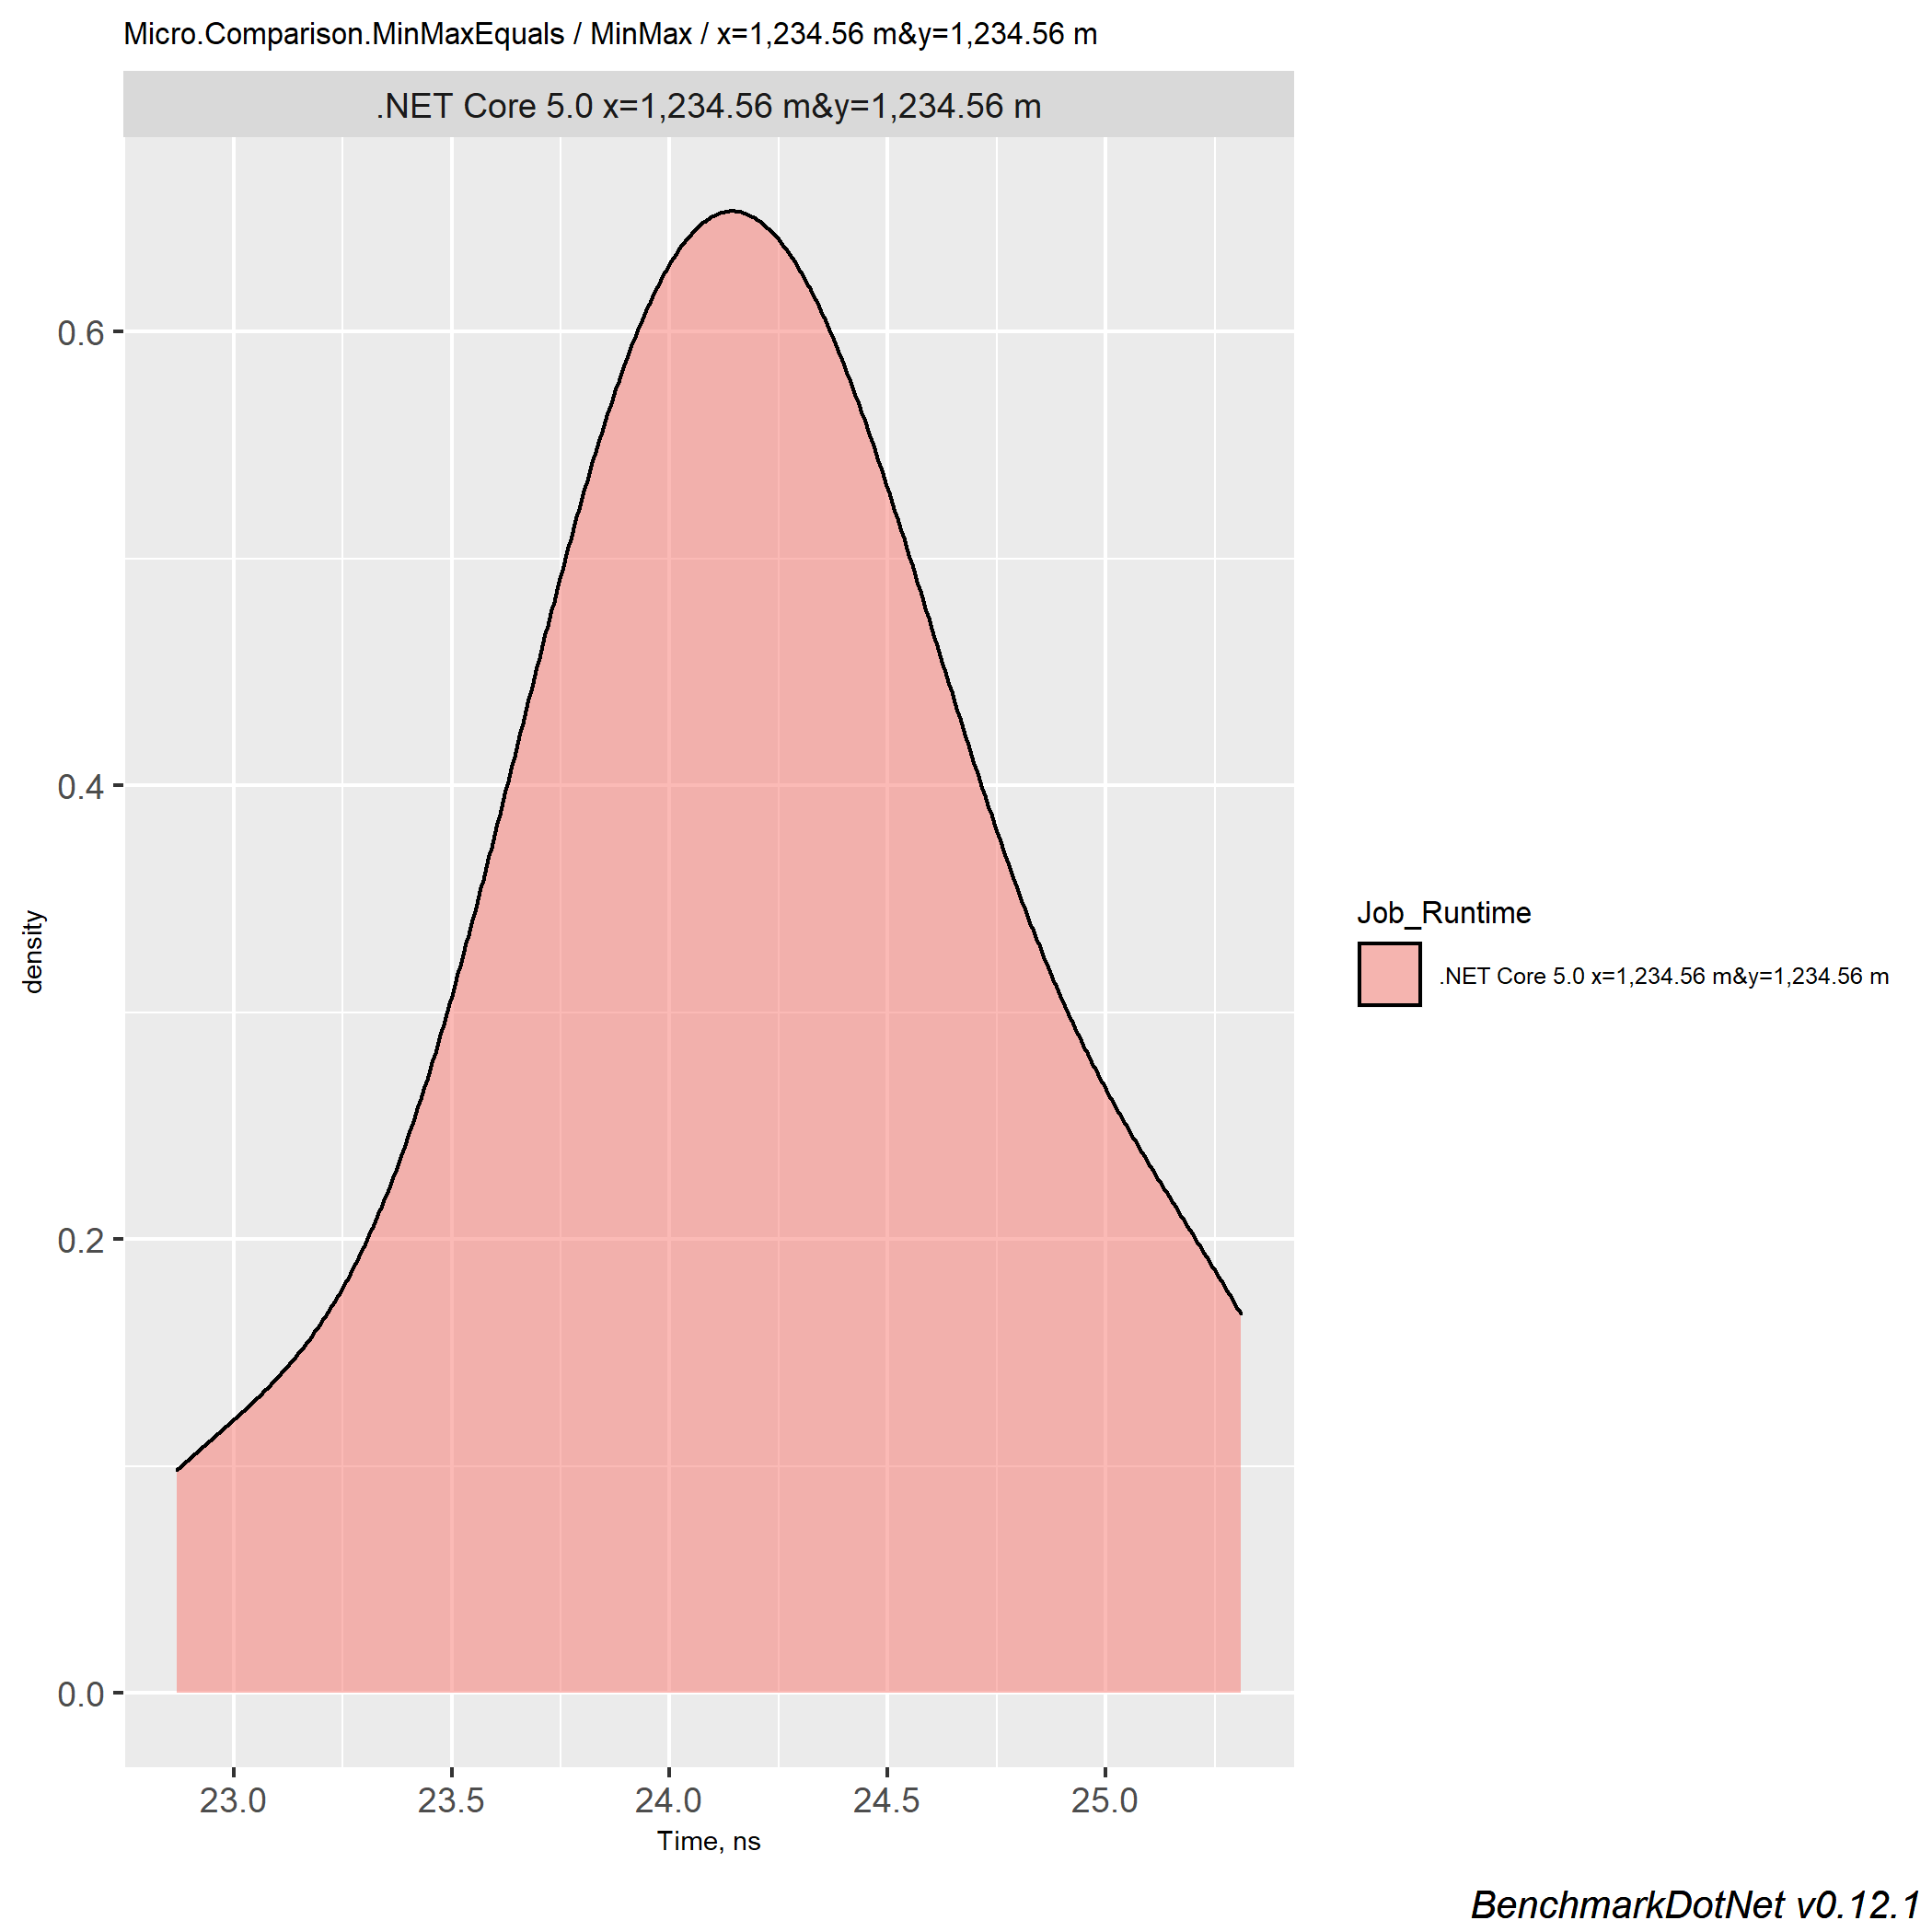 Micro.Comparison.MinMaxEquals / MinMax / x=1,234.56 m&y=1,234.56 m
.NET Core 5.0 x=1,234.56 m&y=1,234.56 m
0.6
0.4
0.2
0.0
density
23.0 23.5 24.0 24.5 25.0
Time, ns
Job_Runtime
.NET Core 5.0 x=1,234.56 m&y=1,234.56 m
BenchmarkDotNet v0.12.1